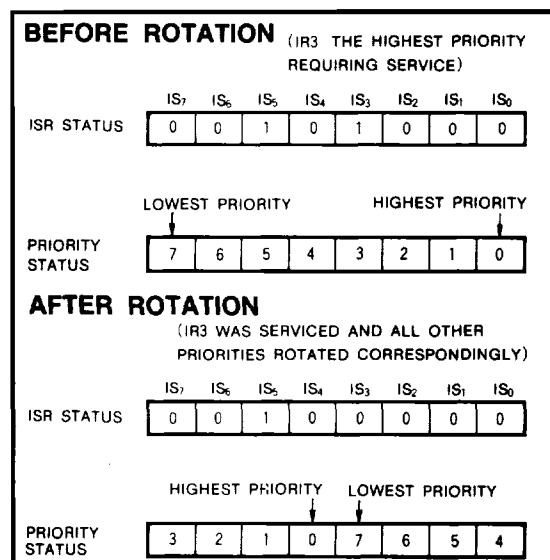 BEFORE ROTATION (IR3 THE HIGHEST PRIORITY
REQUIRING SERVICE)
IS7 IS6 IS5 IS4 IS3 IS2 IS1 IS0
ISR STATUS 0 0 1 0 1 0 0 0
LOWEST PRIORITY HIGHEST PRIORITY
PRIORITY
STATUS 7 6 5 4 3 2 1 0
AFTER ROTATION
(IR3 WAS SERVICED AND ALL OTHER
PRIORITIES ROTATED CORRESPONDINGLY)
IS7 IS6 IS5 IS4 IS3 IS2 IS1 IS0
ISR STATUS 0 0 1 0 0 0 0 0
HIGHEST PRIORITY LOWEST PRIORITY
PRIORITY
STATUS 3 2 1 0 7 6 5 4